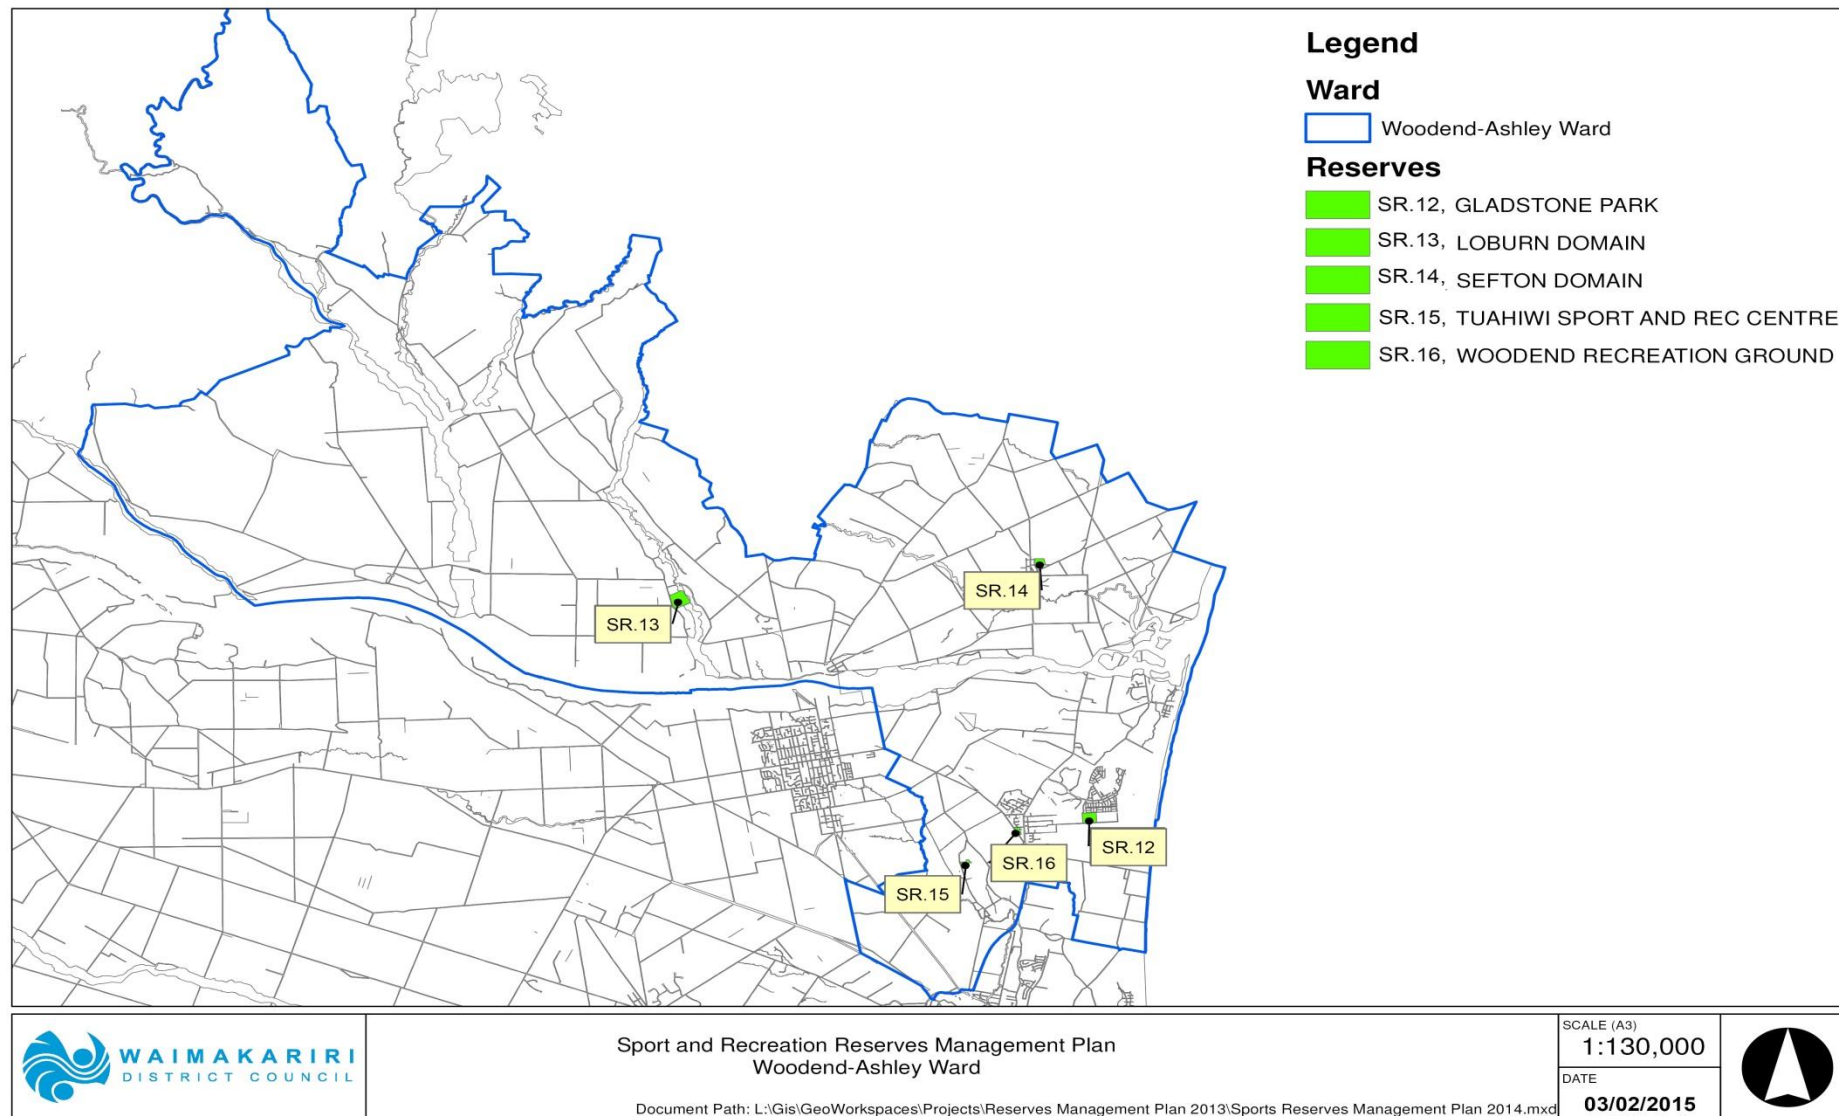 Legend
Ward
Woodend-Ashley Ward
Reserves
SR.12, GLADSTONE PARK
SR.13, LOBURN DOMAIN
SR.14, SEFTON DOMAIN
SR.15, TUAHIWI SPORT AND REC CENTRE
SR.16, WOODEND RECREATION GROUND
SR.14
SR.13
SR.12
SR.16
SR.15
WAIMAKARIRI
DISTRICT COUNCIL
Sport and Recreation Reserves Management Plan
Woodend-Ashley Ward
Document Path: L:\Gis\GeoWorkspaces\Projects\Reserves Management Plan 2013\Sports Reserves Management Plan 2014.mxd
SCALE (A3)
1:130,000
DATE
03/02/2015